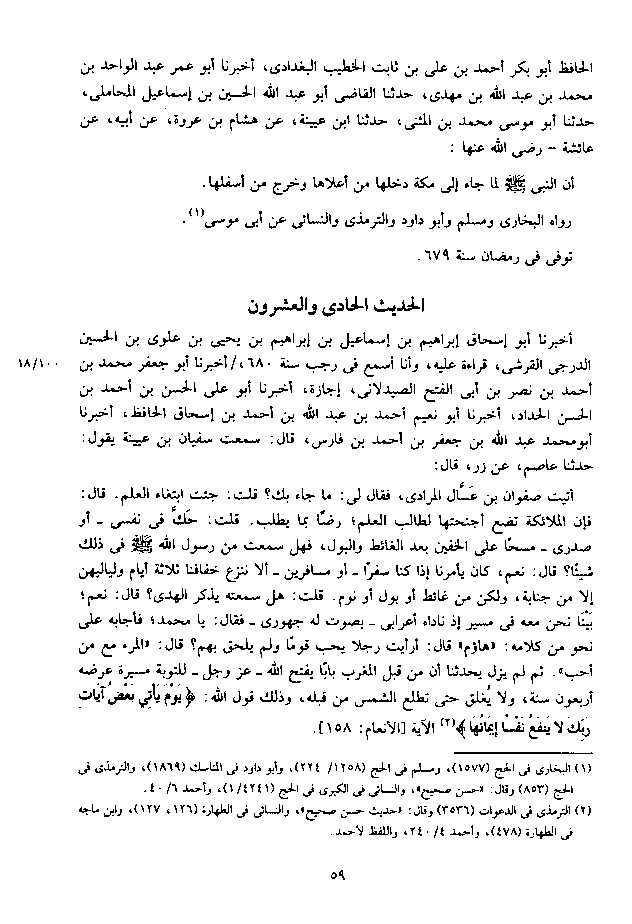 الحافظ أبو بكر أحمد بن على بن ثابت الخطيب البغدادى، أخبرنا أبو عمر عبد الواحد بن
محمد بن عبد الله بن مهدى، حدثنا القاضى أبو عبد الله الحسين بن إسماعيل المحاملى،
حدثنا أبو موسى محمد بن المثنى، حدثنا ابن عيينة، عن هشام بن عروة، عن أبيه، عن
عائشة - رضى الله عنها :
أن النبى ﷺ لما جاء إلى مكة دخلها من أعلاها وخرج من أسفلها.
رواه البخارى ومسلم وأبو داود والترمذى والنسائى عن أبى موسى(١).
توفى فى رمضان سنة ٦٧٩.
الحديث الحادى والعشرون
أخبرنا أبو إسحاق إبراهيم بن إسماعيل بن إبراهيم بن يحيى بن علوى بن الحسين
الدرجى القرشى، قراءة عليه، وأنا أسمع فى رجب سنة ٦٨٠،/أخبرنا أبو جعفر محمد بن ١٨/١٠٠
أحمد بن نصر بن أبى الفتح الصيدلانى، إجازة، أخبرنا أبو على الحسن بن أحمد بن
الحسن الحداد، أخبرنا أبو نعيم أحمد بن عبد الله بن أحمد بن إسحاق الحافظ، أخبرنا
أبومحمد عبد الله بن جعفر بن أحمد بن فارس، قال: سمعت سفيان بن عيينة يقول:
حدثنا عاصم، عن زر، قال:
أتيت صفوان بن عَسَّال المرادى، فقال لى: ما جاء بك؟ قلت: جئت ابتغاء العلم. قال:
فإن الملائكة تضع أجنحتها لطالب العلم؛ رضًا بما يطلب. قلت: حَكَّ فى نفسى ـ أو
صدرى ـ مسحًا على الخفين بعد الغائط والبول، فهل سمعت من رسول الله ﷺ فى ذلك
شيئًا؟ قال: نعم، كان يأمرنا إذا كنا سفرًا ـ أو مسافرين ـ ألا ننزع خفافنا ثلاثة أيام ولياليهن
إلا من جنابة، ولكن من غائط أو بول أو نوم. قلت: هل سمعته يذكر الهدى؟ قال: نعم؛
بَيْنَا نحن معه فى مسير إذ ناداه أعرابى ـ بصوت له جهورى ـ فقال: يا محمد؛ فأجابه على
نحو من كلامه: «هاؤم» قال: أرأيت رجلا يحب قومًا ولم يلحق بهم؟ قال: «المرء مع من
أحب». ثم لم يزل يحدثنا أن من قبل المغرب بابًا يفتح الله ـ عز وجل ـ للتوبة مسيرة عرضه
أربعون سنة، ولا يُغلق حتى تطلع الشمس من قبله، وذلك قول الله: ﴿ يَوْمَ يَأْتِي بَعْضُ آيَاتِ
رَبِّكَ لا يَنفَعُ نَفْسًا إِيمَانُهَا ﴾(٢) الآية [الأنعام: ١٥٨].
(١) البخارى فى الحج (١٥٧٧)، ومسلم فى الحج (١٢٥٨/ ٢٢٤)، وأبو داود فى المناسك (١٨٦٩)، والترمذى فى
الحج (٨٥٣) وقال: «حسن صحيح»، والنسائى فى الكبرى فى الحج (١/٤٢٤١)، وأحمد ٤٠/٦.
(٢) الترمذى فى الدعوات (٣٥٣٦) وقال: «حديث حسن صحيح»، والنسائى فى الطهارة (١٢٦، ١٢٧)، وابن ماجه
فى الطهارة (٤٧٨)، وأحمد ٢٤٠/٤، واللفظ لأحمد.
٥٩